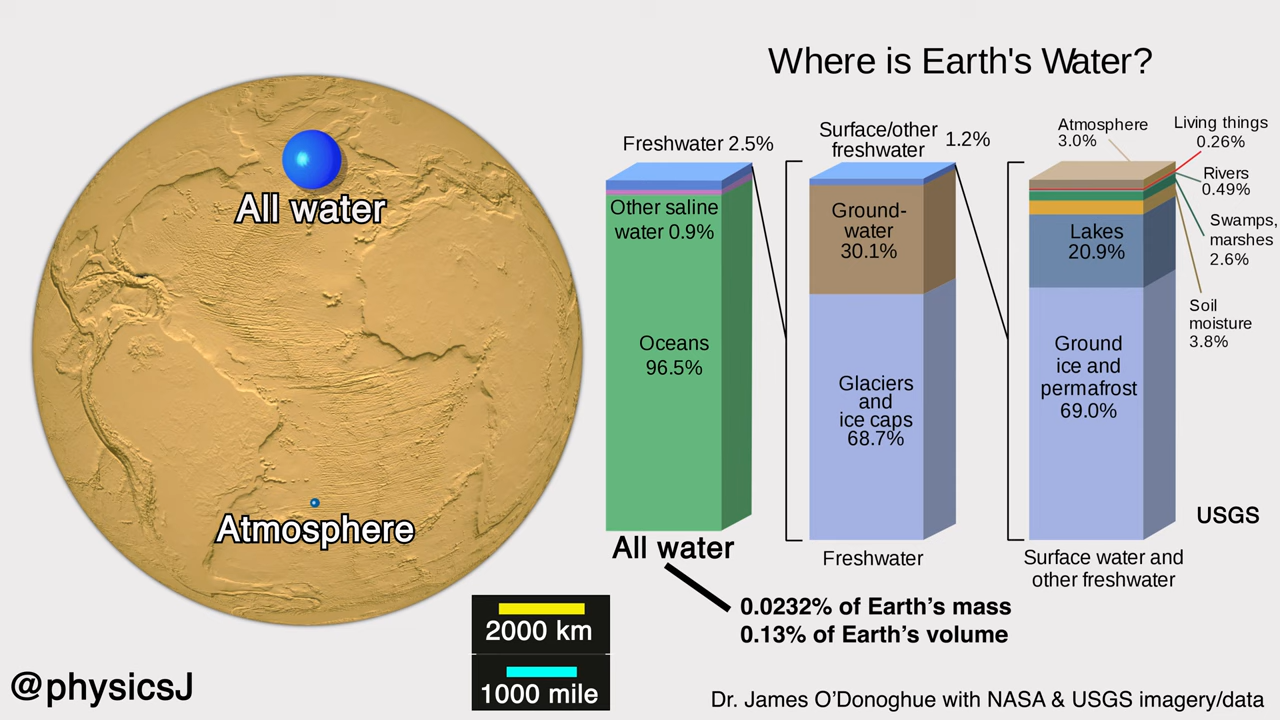 Where is Earth's Water?
All water
Atmosphere
Freshwater 2.5%
Other saline
water 0.9%
Oceans
96.5%
All water
Surface/other
freshwater
1.2%
Ground-
water
30.1%
Glaciers
and
ice caps
68.7%
Freshwater
Atmosphere
3.0%
Living things
0.26%
Rivers
0.49%
Swamps,
marshes
2.6%
Soil
moisture
3.8%
Lakes
20.9%
Ground
ice and
permafrost
69.0%
Surface water and
other freshwater
USGS
0.0232% of Earth’s mass
0.13% of Earth’s volume
2000 km
1000 mile
@physicsJ
Dr. James O’Donoghue with NASA & USGS imagery/data